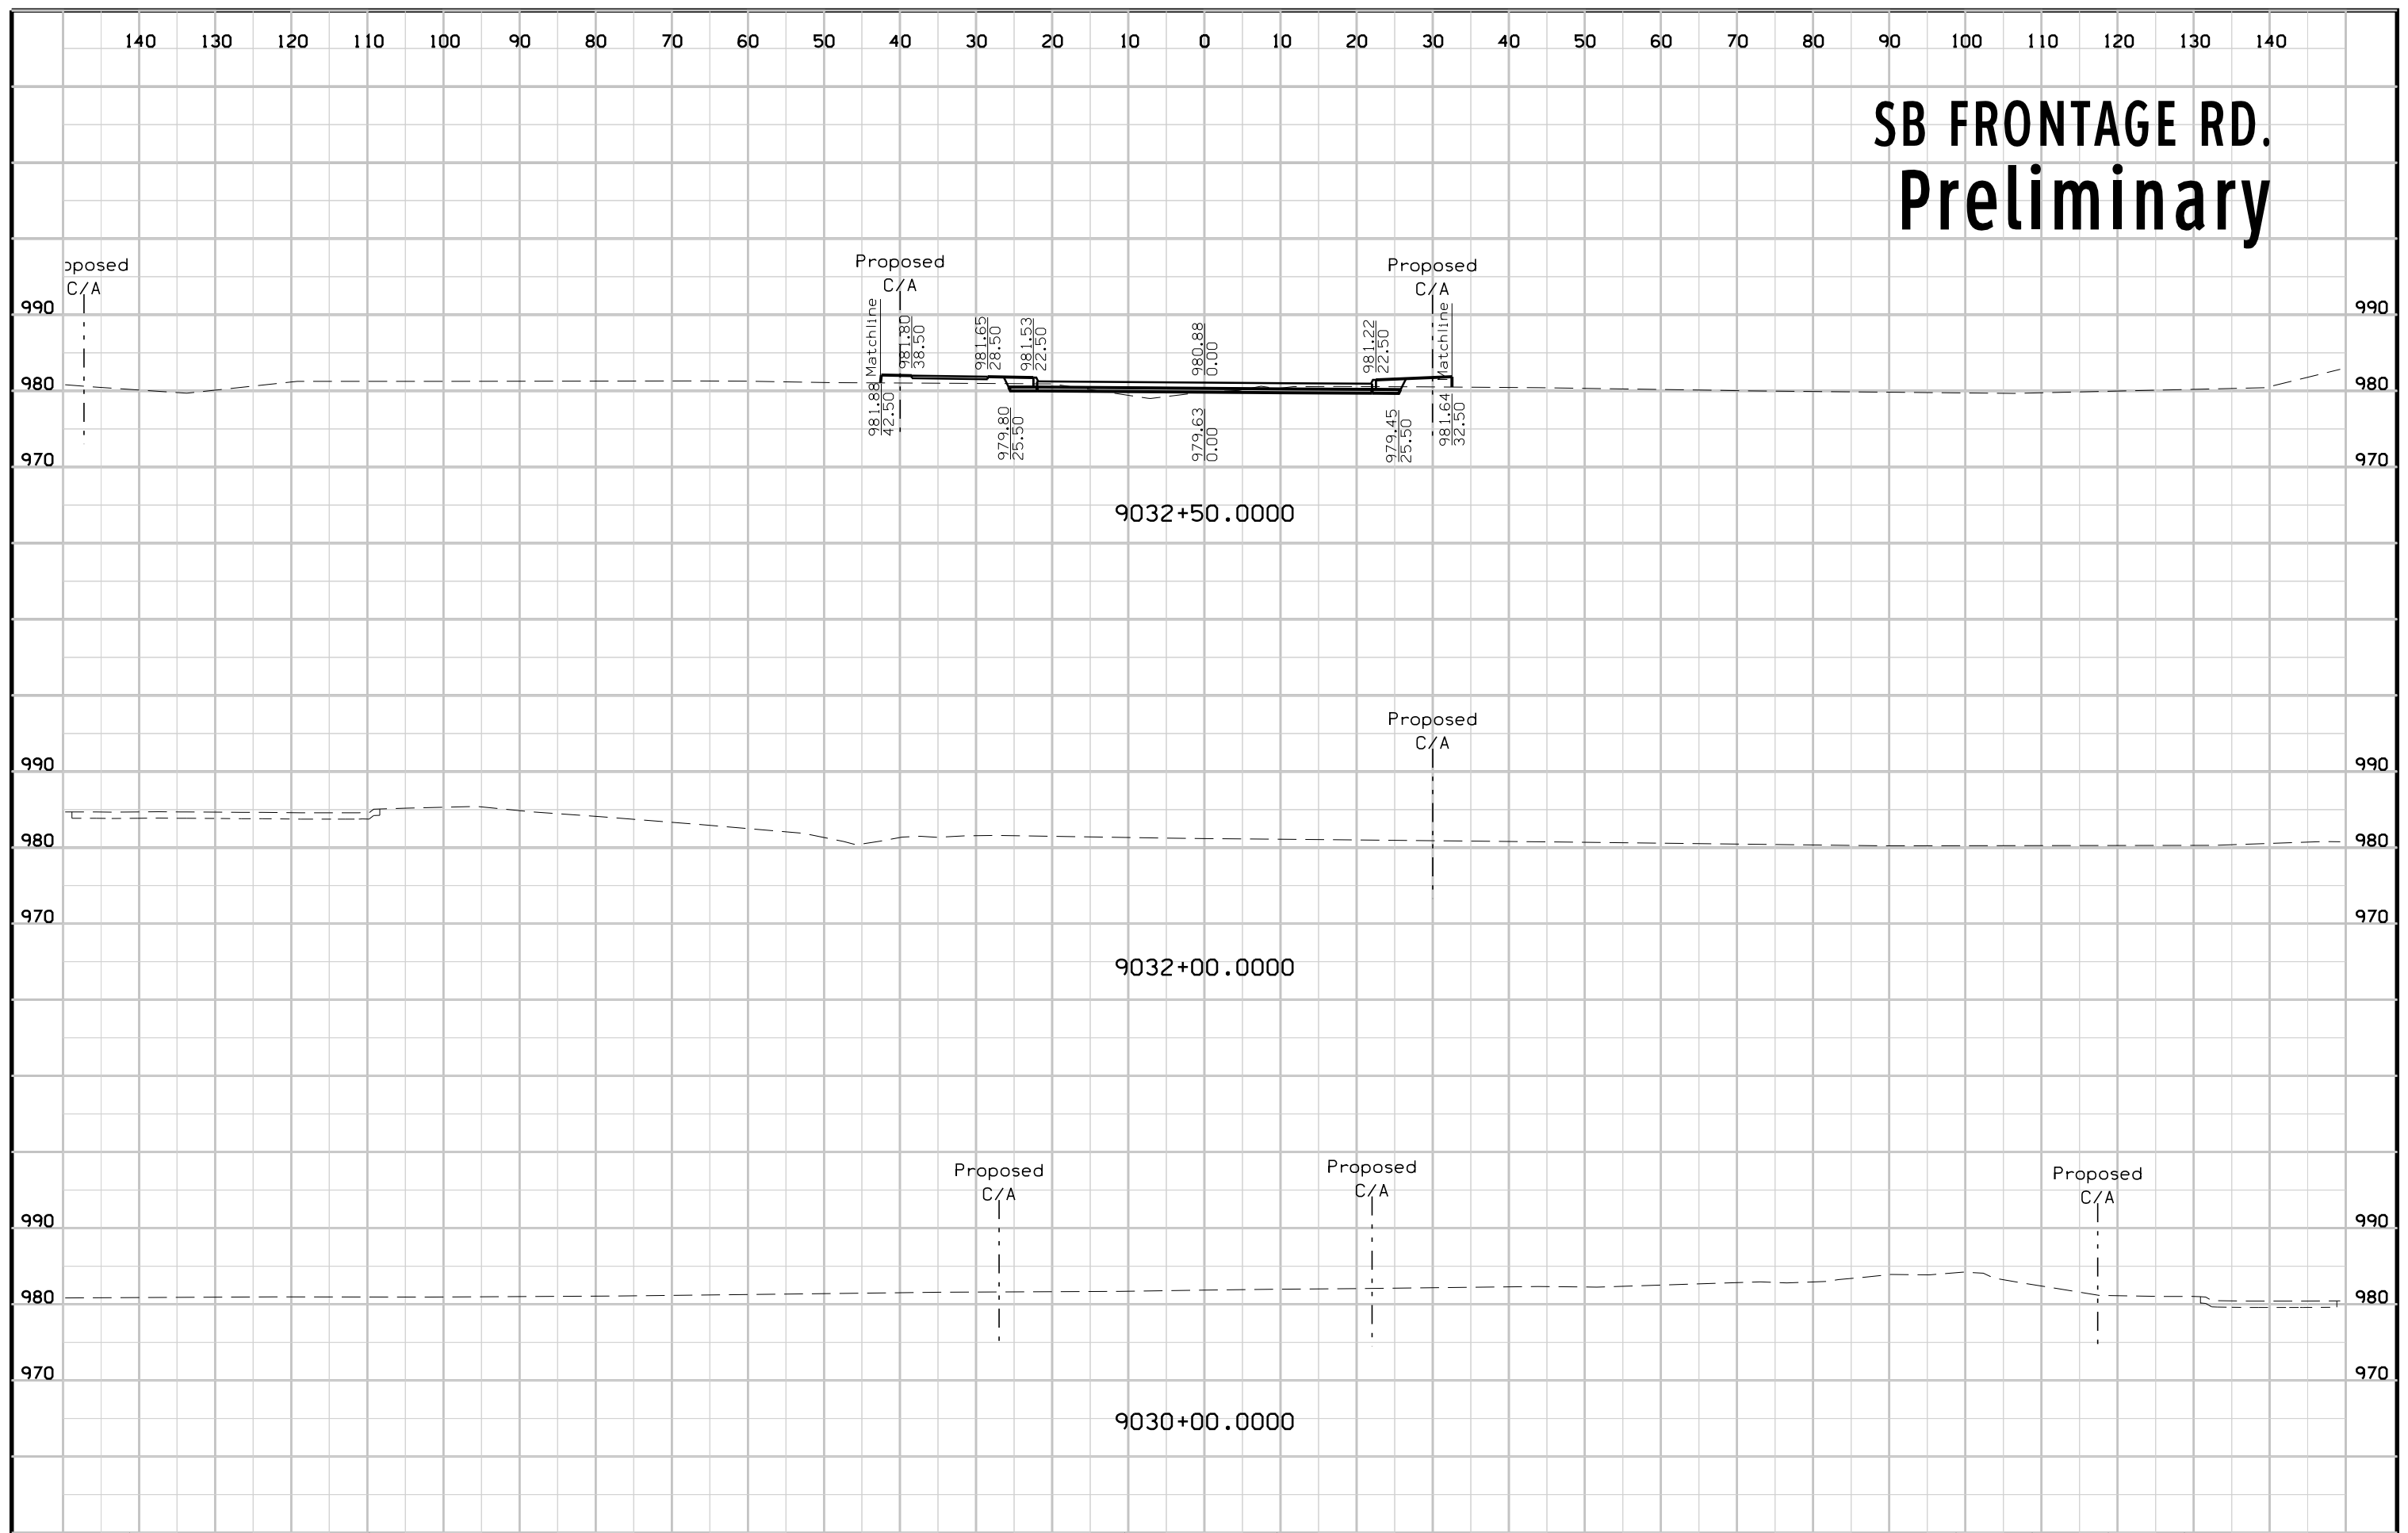 140 130 120 110 100 90 80 70 60 50 40 30 20 10 0 10 20 30 40 50 60 70 80 90 100 110 120 130 140
SB FRONTAGE RD.
Preliminary
oposed
C/A
Proposed
C/A
Proposed
C/A
990 990
Matchline
981.80
38.50
981.65
28.50
981.53
22.50
980.88
0.00
981.22
22.50
Matchline
980 980
981.88
42.50
979.80
25.50
979.63
0.00
979.45
25.50
981.64
32.50
970 970
9032+50.0000
Proposed
C/A
990 990
980 980
970 970
9032+00.0000
Proposed
C/A
Proposed
C/A
Proposed
C/A
990 990
980 980
970 970
9030+00.0000